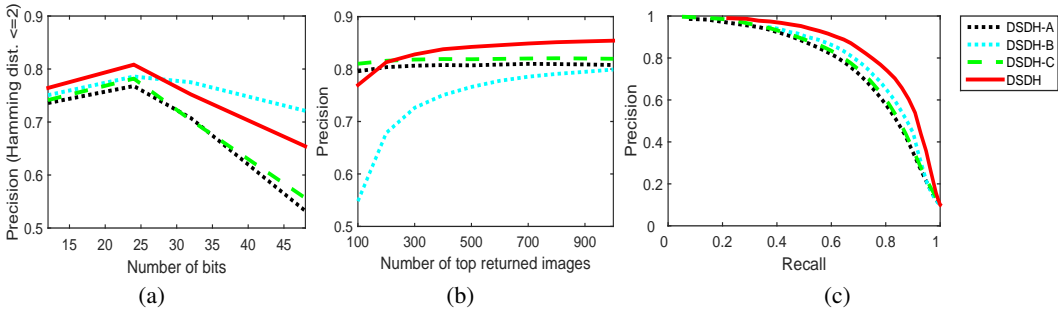 Precision (Hamming dist. <=2)
0.9
0.8
0.7
0.6
0.5
15 20 25 30 35 40 45
Number of bits
(a)
Precision
0.9
0.8
0.7
0.6
0.5
100 300 500 700 900
Number of top returned images
(b)
Precision
1
0.8
0.6
0.4
0.2
0
0 0.2 0.4 0.6 0.8 1
Recall
(c)
DSDH-A
DSDH-B
DSDH-C
DSDH